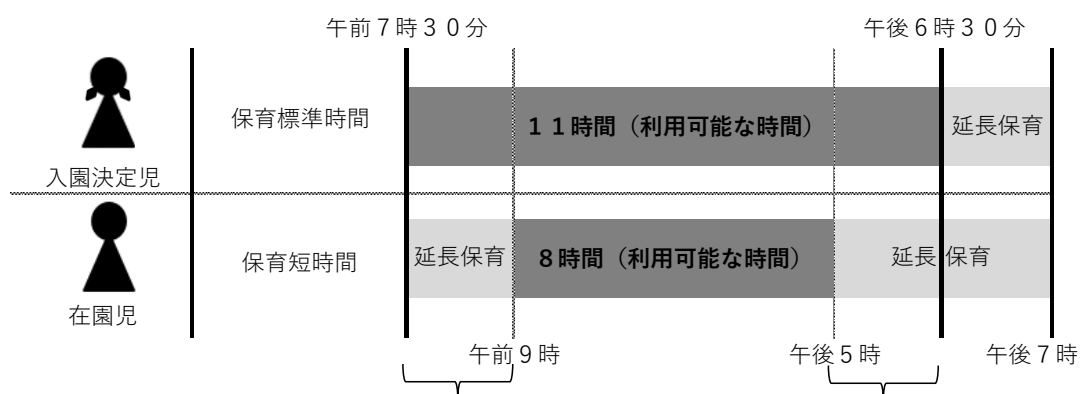 午前７時３０分
午後６時３０分
保育標準時間
１１時間（利用可能な時間）
延長保育
入園決定児
保育短時間
延長保育
８時間（利用可能な時間）
延長保育
在園児
午前９時
午後５時
午後７時